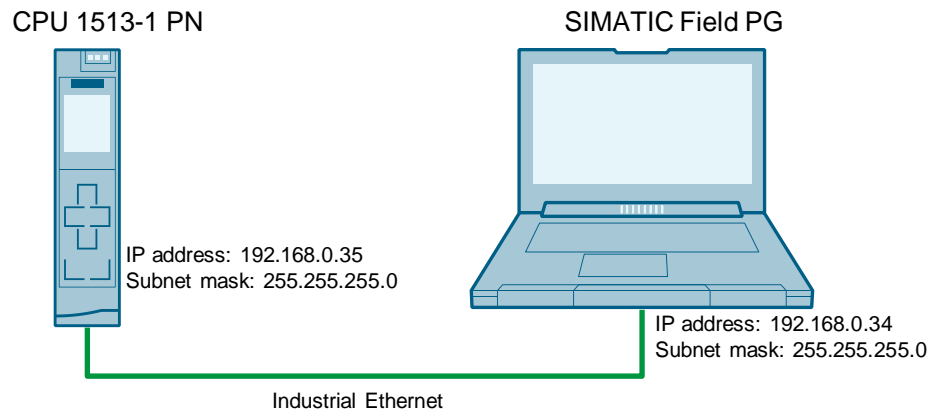 CPU 1513-1 PN
SIMATIC Field PG
IP address: 192.168.0.35
Subnet mask: 255.255.255.0
IP address: 192.168.0.34
Subnet mask: 255.255.255.0
Industrial Ethernet